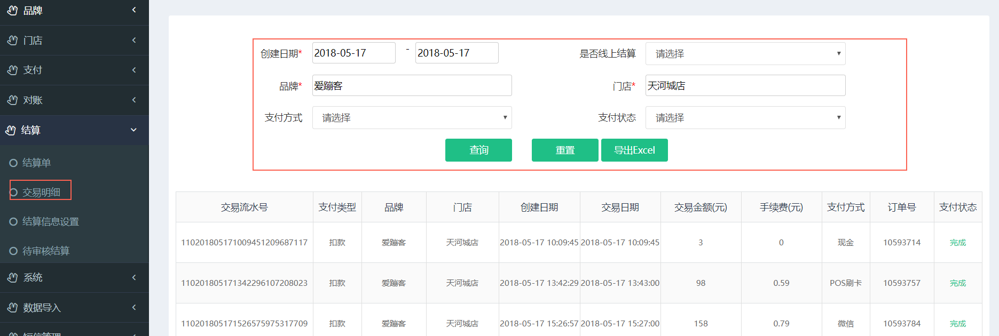 品牌
门店
支付
对账
结算
结算单
交易明细
结算信息设置
待审核结算
系统
数据导入
短信管理
创建日期* 2018-05-17 - 2018-05-17 是否线上结算 请选择
品牌* 爱蹦客 门店* 天河城店
支付方式 请选择 支付状态 请选择
查询 重置 导出Excel
交易流水号 支付类型 品牌 门店 创建日期 交易日期 交易金额(元) 手续费(元) 支付方式 订单号 支付状态
110201805171009451209687117 扣款 爱蹦客 天河城店 2018-05-17 10:09:45 2018-05-17 10:09:45 3 0 现金 10593714 完成
110201805171342296107208023 扣款 爱蹦客 天河城店 2018-05-17 13:42:29 2018-05-17 13:43:00 98 0.59 POS刷卡 10593757 完成
110201805171526575975317709 扣款 爱蹦客 天河城店 2018-05-17 15:26:57 2018-05-17 15:27:00 158 0.79 微信 10593784 完成